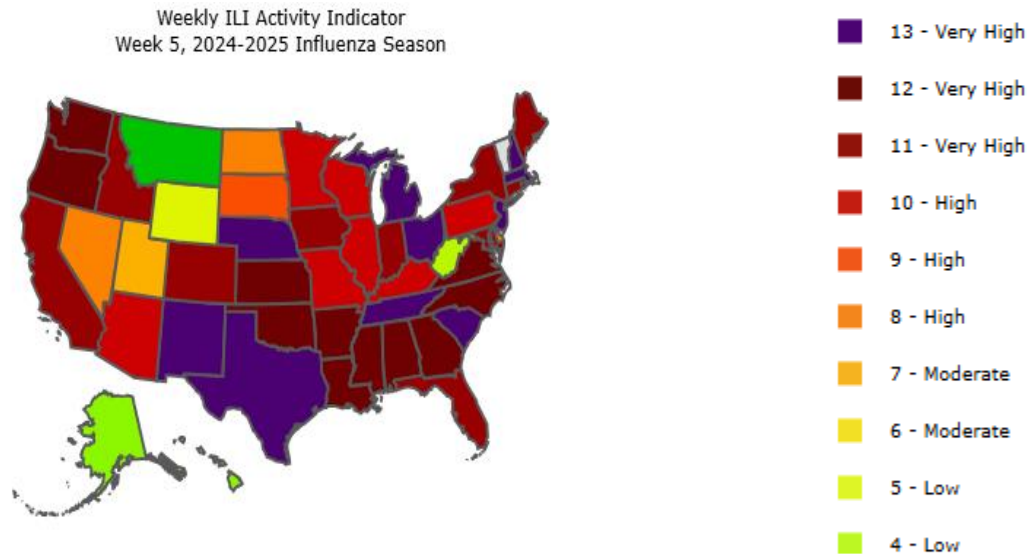 Weekly ILI Activity Indicator
Week 5, 2024-2025 Influenza Season
13 - Very High
12 - Very High
11 - Very High
10 - High
9 - High
8 - High
7 - Moderate
6 - Moderate
5 - Low
4 - Low